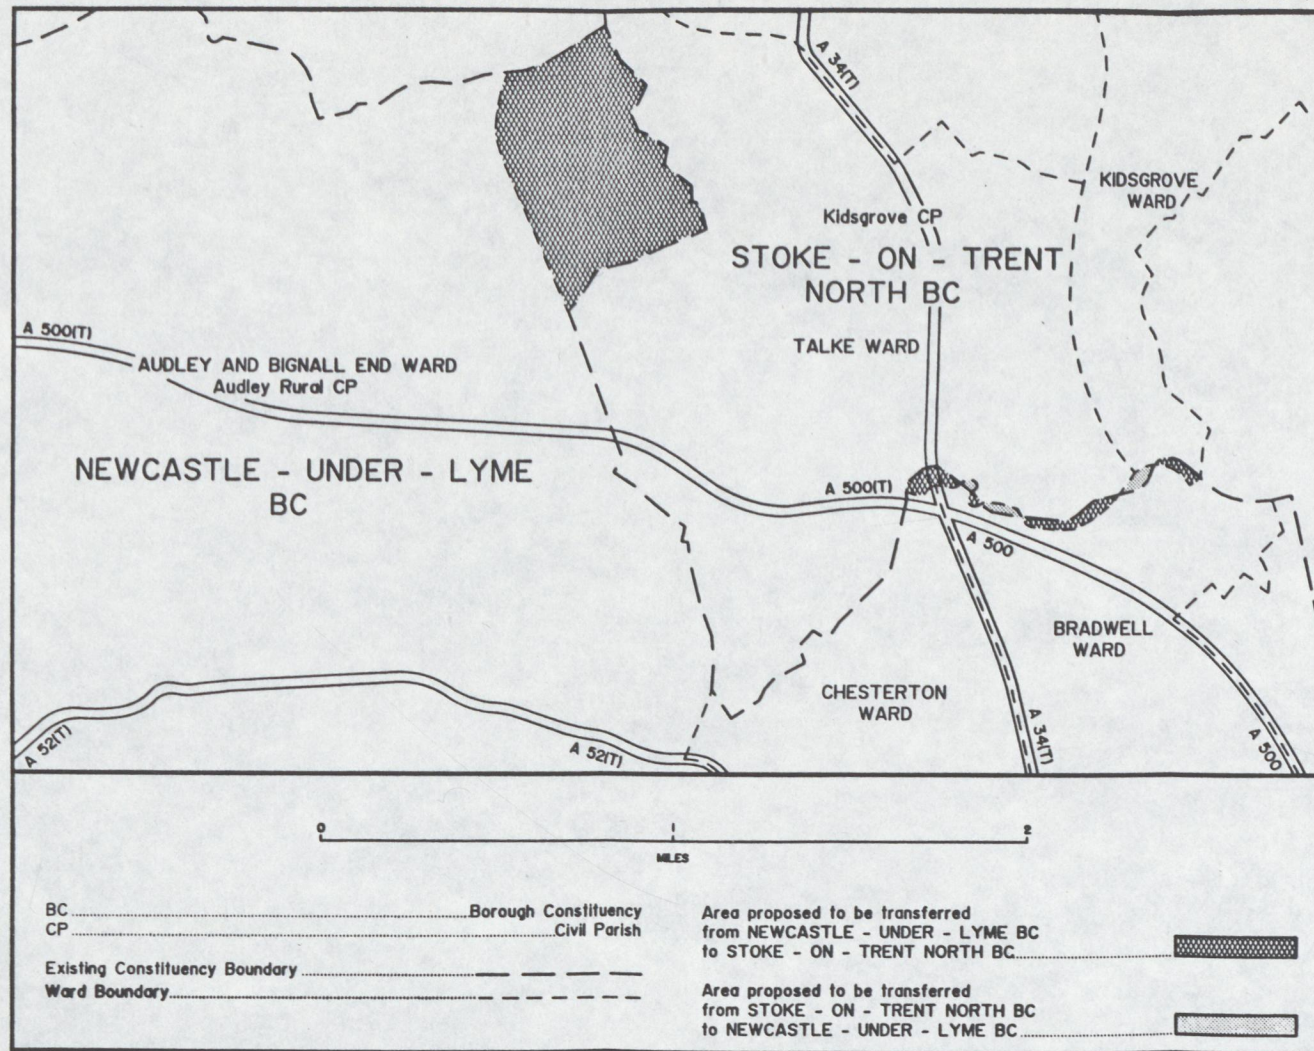 A 34(T)
KIDSGROVE
WARD
Kidsgrove CP
STOKE - ON - TRENT
NORTH BC
A 500(T)
AUDLEY AND BIGNALL END WARD
Audley Rural CP
TALKE WARD
NEWCASTLE - UNDER - LYME
BC
A 500(T)
A 500
BRADWELL
WARD
CHESTERTON
WARD
A 52(T)
A 52(T)
A 34(T)
A 500
0 1 2
MILES
BC Borough Constituency
CP Civil Parish
Existing Constituency Boundary
Ward Boundary
Area proposed to be transferred
from NEWCASTLE - UNDER - LYME BC
to STOKE - ON - TRENT NORTH BC
Area proposed to be transferred
from STOKE - ON - TRENT NORTH BC
to NEWCASTLE - UNDER - LYME BC